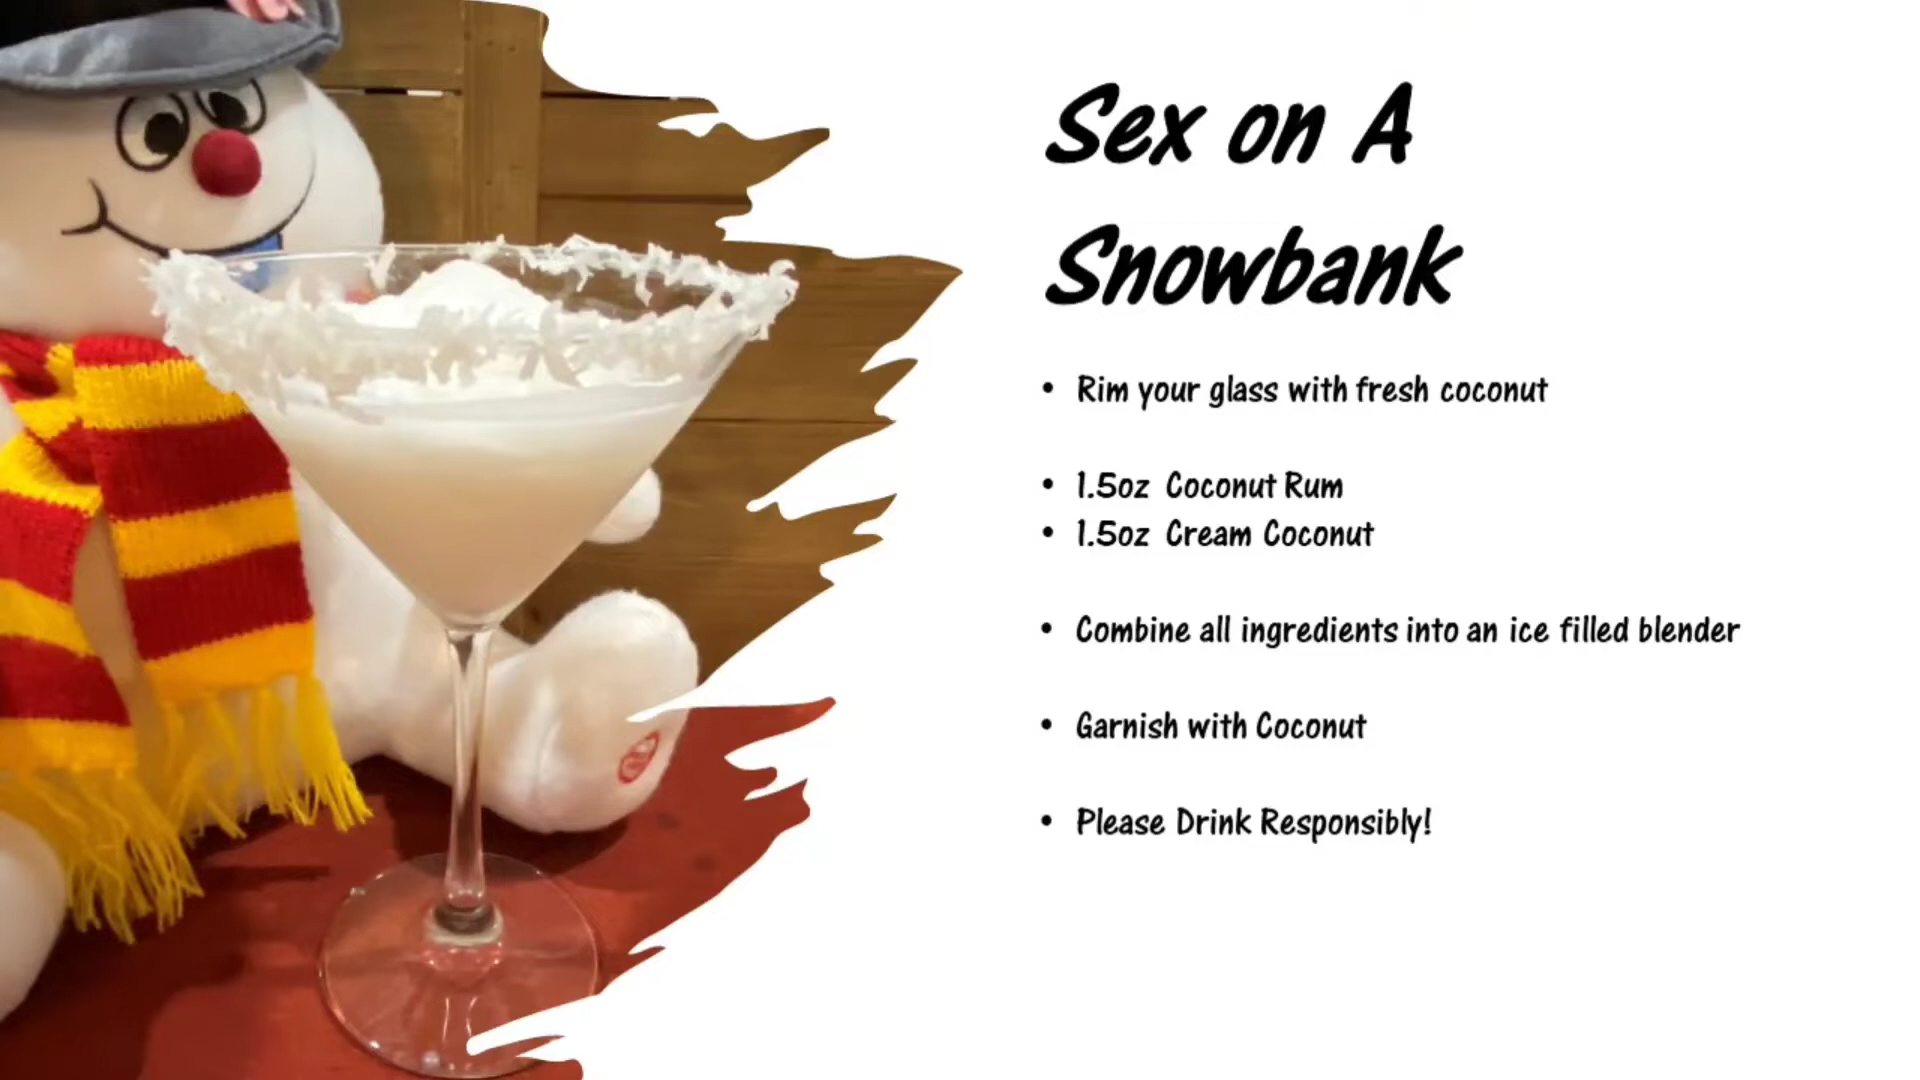 Sex on A
Snowbank
• Rim your glass with fresh coconut
• 1.5oz Coconut Rum
• 1.5oz Cream Coconut
• Combine all ingredients into an ice filled blender
• Garnish with Coconut
• Please Drink Responsibly!